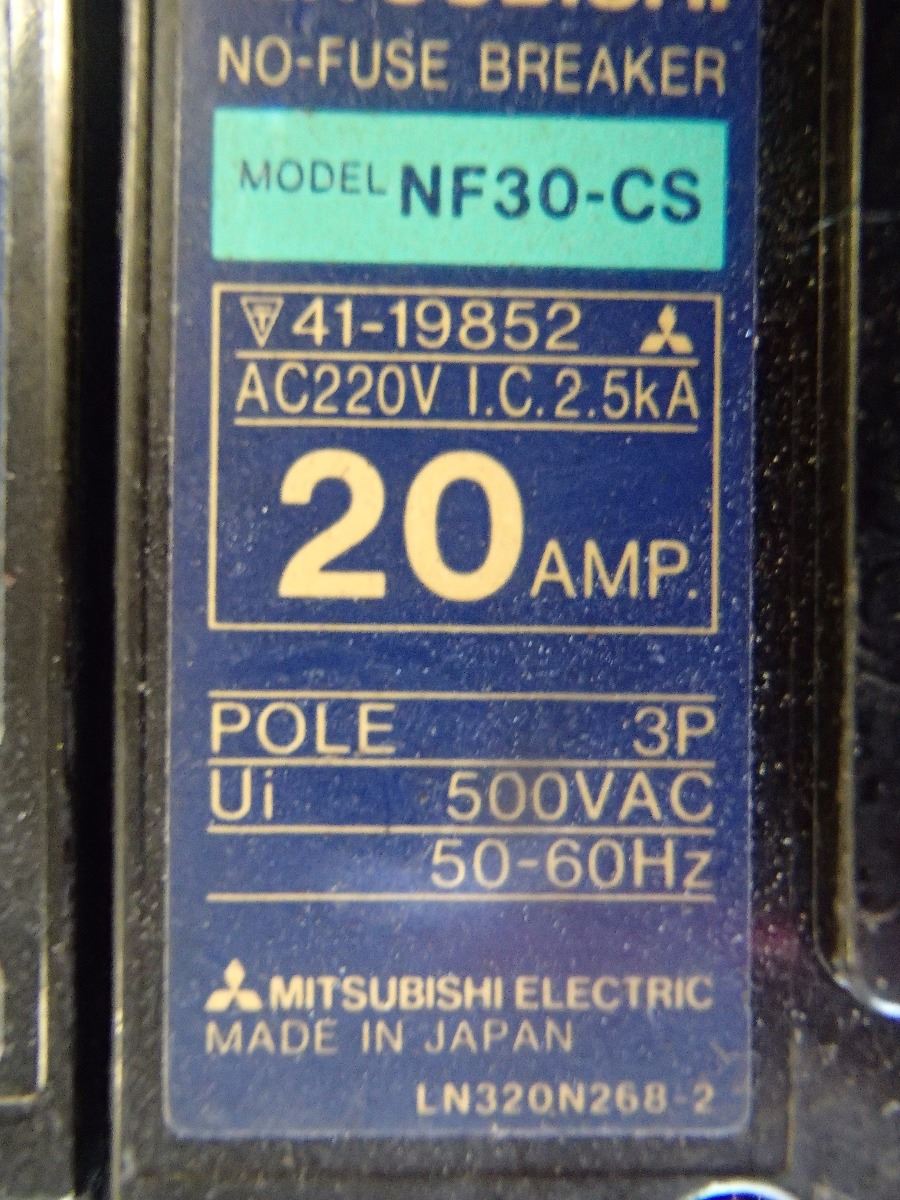 MITSUBISHI
NO-FUSE BREAKER
MODEL NF30-CS
T 41-19852
AC220V I.C.2.5kA
20 AMP.
POLE 3P
Ui 500VAC
50-60Hz
MITSUBISHI ELECTRIC
MADE IN JAPAN
LN320N268-2